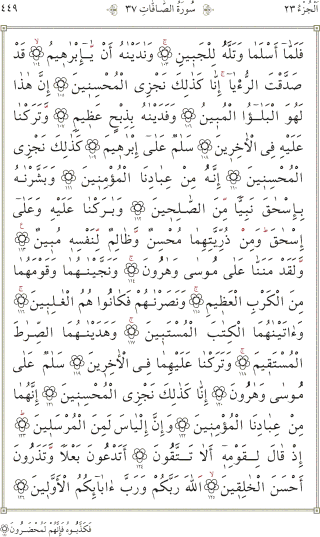 الجزء ٢٣ سورة الصافات ٣٧ ٤٤٩
فَلَمَّآ أَسْلَمَا وَتَلَّهُۥ لِلْجَبِينِ ١٠٣ وَنَٰدَيْنَٰهُ أَن يَٰٓإِبْرَٰهِيمُ ١٠٤ قَدْ
صَدَّقْتَ ٱلرُّءْيَآ إِنَّا كَذَٰلِكَ نَجْزِى ٱلْمُحْسِنِينَ ١٠٥ إِنَّ هَٰذَا
لَهُوَ ٱلْبَلَٰٓؤُا۟ ٱلْمُبِينُ ١٠٦ وَفَدَيْنَٰهُ بِذِبْحٍ عَظِيمٍ ١٠٧ وَتَرَكْنَا
عَلَيْهِ فِى ٱلْءَاخِرِينَ ١٠٨ سَلَٰمٌ عَلَىٰٓ إِبْرَٰهِيمَ ١٠٩ كَذَٰلِكَ نَجْزِى
ٱلْمُحْسِنِينَ ١١٠ إِنَّهُۥ مِنْ عِبَادِنَا ٱلْمُؤْمِنِينَ ١١١ وَبَشَّرْنَٰهُ
بِإِسْحَٰقَ نَبِيًّا مِّنَ ٱلصَّٰلِحِينَ ١١٢ وَبَٰرَكْنَا عَلَيْهِ وَعَلَىٰٓ
إِسْحَٰقَ وَمِن ذُرِّيَّتِهِمَا مُحْسِنٌ وَظَالِمٌ لِّنَفْسِهِۦ مُبِينٌ ١١٣
وَلَقَدْ مَنَنَّا عَلَىٰ مُوسَىٰ وَهَٰرُونَ ١١٤ وَنَجَّيْنَٰهُمَا وَقَوْمَهُمَا
مِنَ ٱلْكَرْبِ ٱلْعَظِيمِ ١١٥ وَنَصَرْنَٰهُمْ فَكَانُوا۟ هُمُ ٱلْغَٰلِبِينَ ١١٦
وَءَاتَيْنَٰهُمَا ٱلْكِتَٰبَ ٱلْمُسْتَبِينَ ١١٧ وَهَدَيْنَٰهُمَا ٱلصِّرَٰطَ
ٱلْمُسْتَقِيمَ ١١٨ وَتَرَكْنَا عَلَيْهِمَا فِى ٱلْءَاخِرِينَ ١١٩ سَلَٰمٌ عَلَىٰ
مُوسَىٰ وَهَٰرُونَ ١٢٠ إِنَّا كَذَٰلِكَ نَجْزِى ٱلْمُحْسِنِينَ ١٢١ إِنَّهُمَا
مِنْ عِبَادِنَا ٱلْمُؤْمِنِينَ ١٢٢ وَإِنَّ إِلْيَاسَ لَمِنَ ٱلْمُرْسَلِينَ ١٢٣
إِذْ قَالَ لِقَوْمِهِۦٓ أَلَا تَتَّقُونَ ١٢٤ أَتَدْعُونَ بَعْلًا وَتَذَرُونَ
أَحْسَنَ ٱلْخَٰلِقِينَ ١٢٥ ٱللَّهَ رَبَّكُمْ وَرَبَّ ءَابَآئِكُمُ ٱلْأَوَّلِينَ ١٢٦
فَكَذَّبُوهُ فَإِنَّهُمْ لَمُحْضَرُونَ